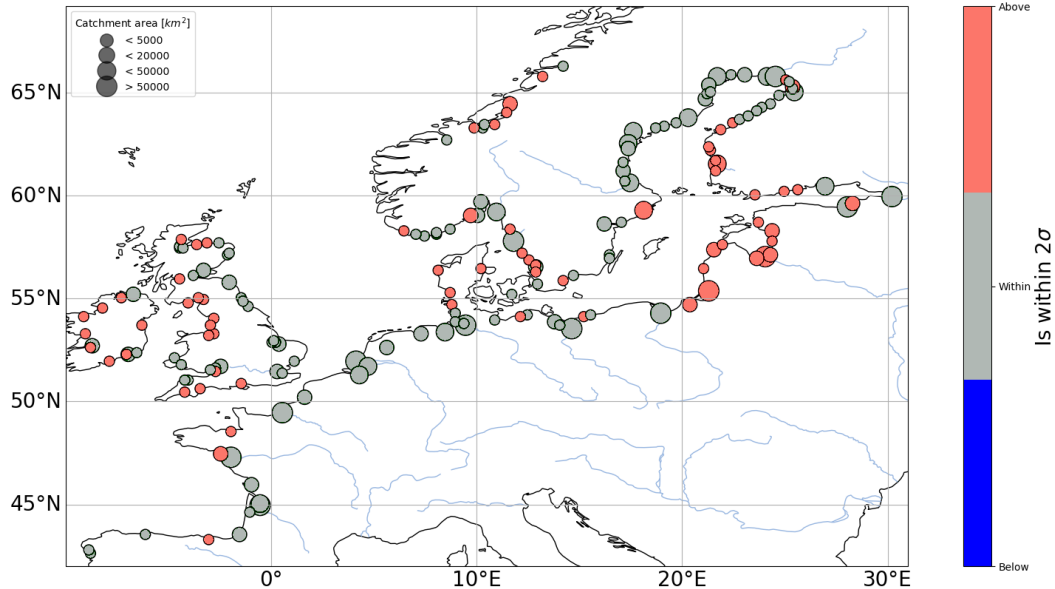 Catchment area [km²]
< 5000
< 20000
< 50000
> 50000
65°N
60°N
55°N
50°N
45°N
0°
10°E
20°E
30°E
Above
Within
Below
Is within 2σ